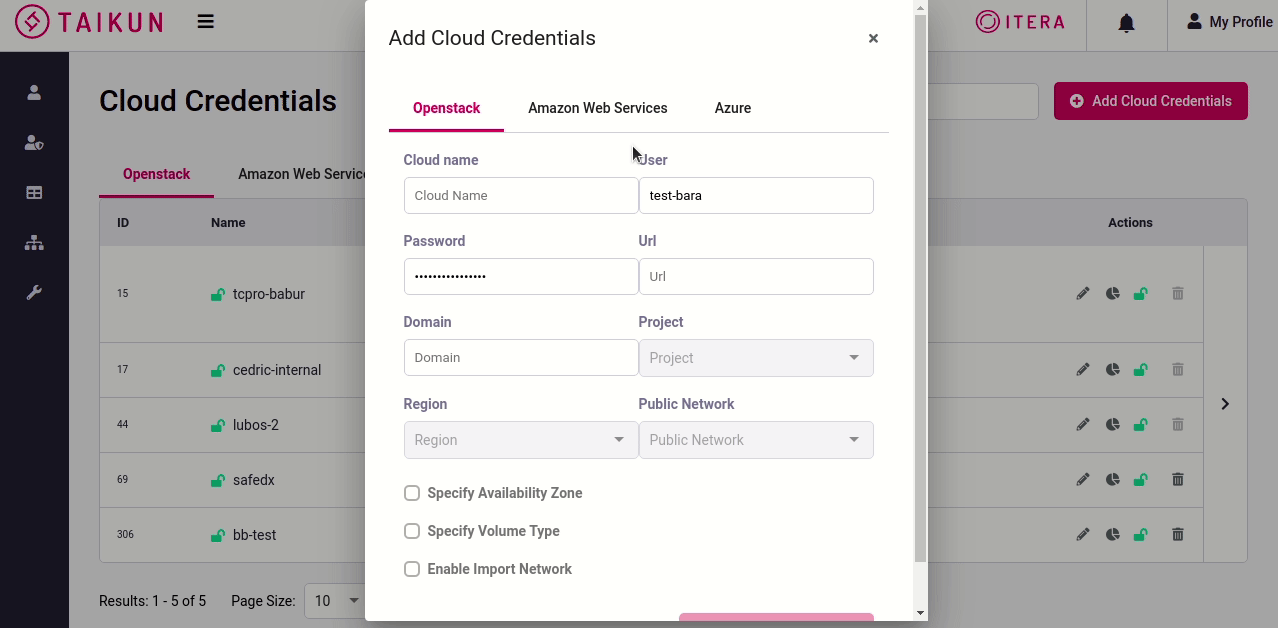 TAIKUN
ITERA
My Profile
Cloud Credentials
Add Cloud Credentials
Openstack
Amazon Web Servic
ID
Name
Actions
15
tcpro-babur
17
cedric-internal
44
lubos-2
69
safedx
306
bb-test
Results: 1 - 5 of 5
Page Size:
10
Add Cloud Credentials
×
Openstack
Amazon Web Services
Azure
Cloud name
User
Cloud Name
test-bara
Password
Url
••••••••••••••••
Url
Domain
Project
Domain
Project
Region
Public Network
Region
Public Network
Specify Availability Zone
Specify Volume Type
Enable Import Network